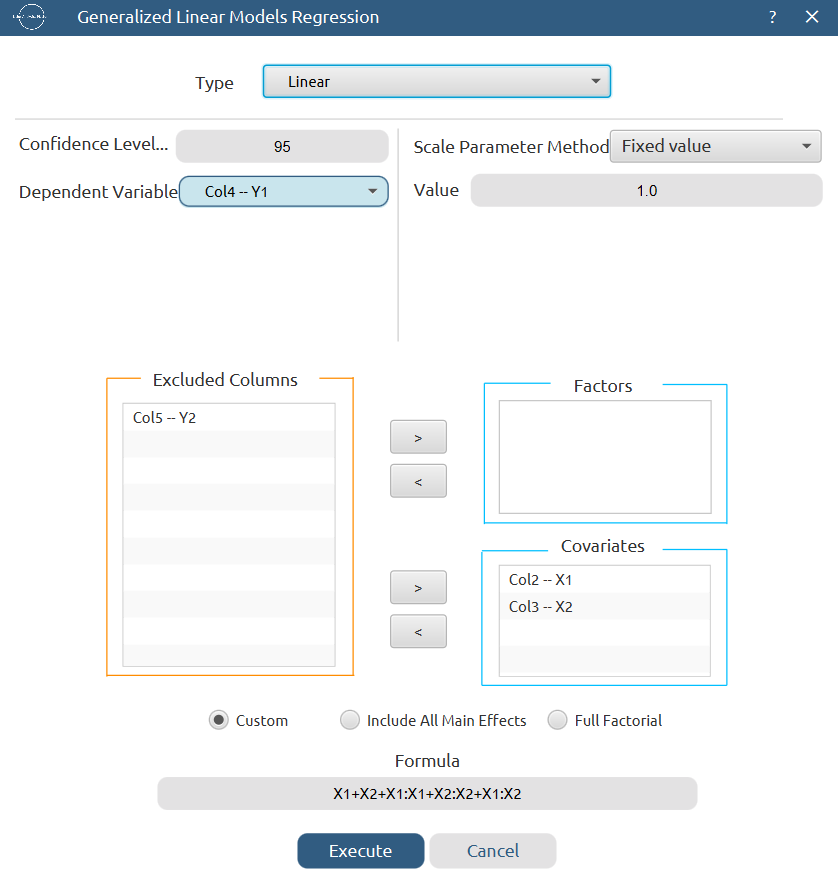 Generalized Linear Models Regression
?
Type
Linear
Confidence Level...
95
Scale Parameter Method
Fixed value
Dependent Variable
Col4 -- Y1
Value
1.0
Excluded Columns
Col5 -- Y2
>
<
Factors
Covariates
Col2 -- X1
Col3 -- X2
>
<
Custom
Include All Main Effects
Full Factorial
Formula
X1+X2+X1:X1+X2:X2+X1:X2
Execute
Cancel